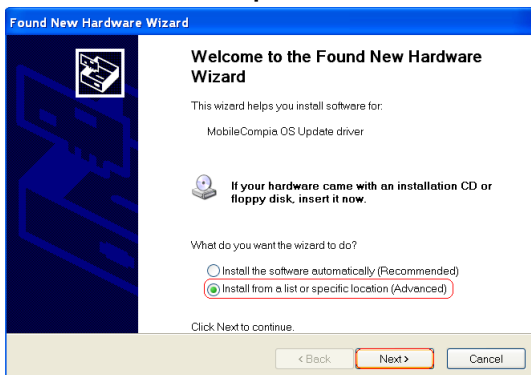 Found New Hardware Wizard
Welcome to the Found New Hardware
Wizard
This wizard helps you install software for:
MobileCompia OS Update driver
If your hardware came with an installation CD or
floppy disk, insert it now.
What do you want the wizard to do?
Install the software automatically (Recommended)
Install from a list or specific location (Advanced)
Click Next to continue.
< Back Next > Cancel